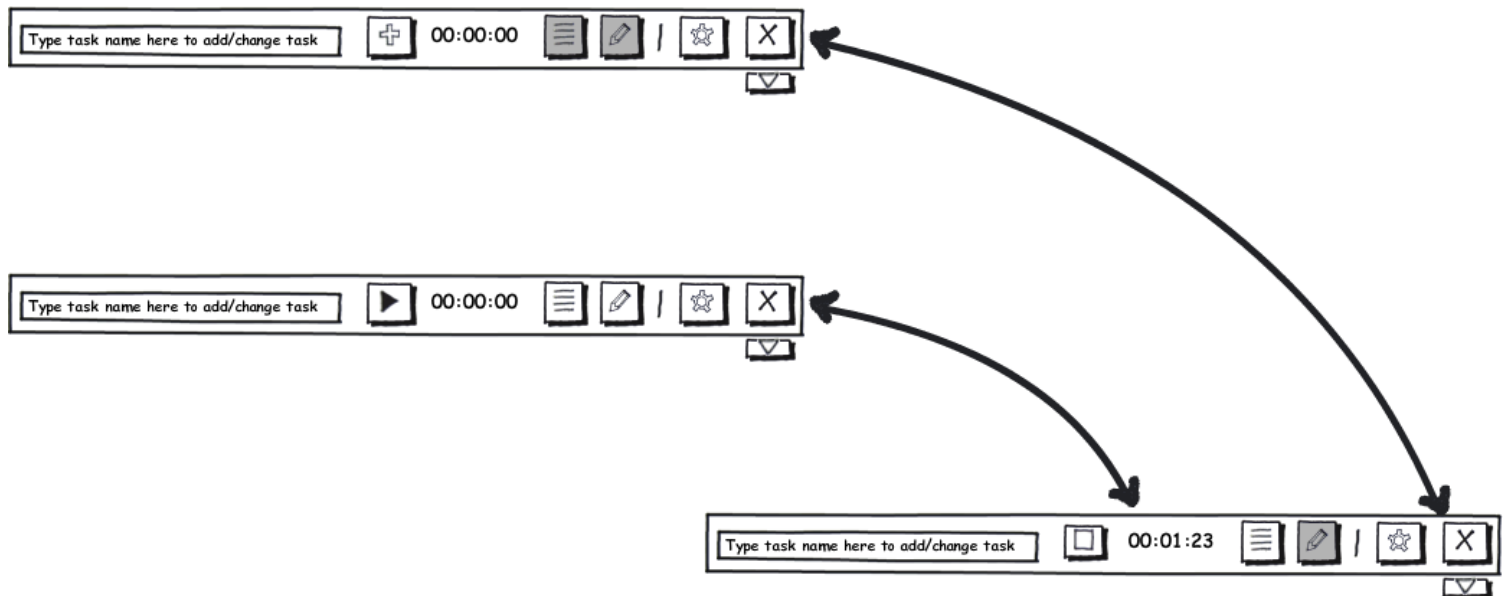 Type task name here to add/change task 00:00:00 / X
Type task name here to add/change task 00:00:00 / X
Type task name here to add/change task 00:01:23 / X